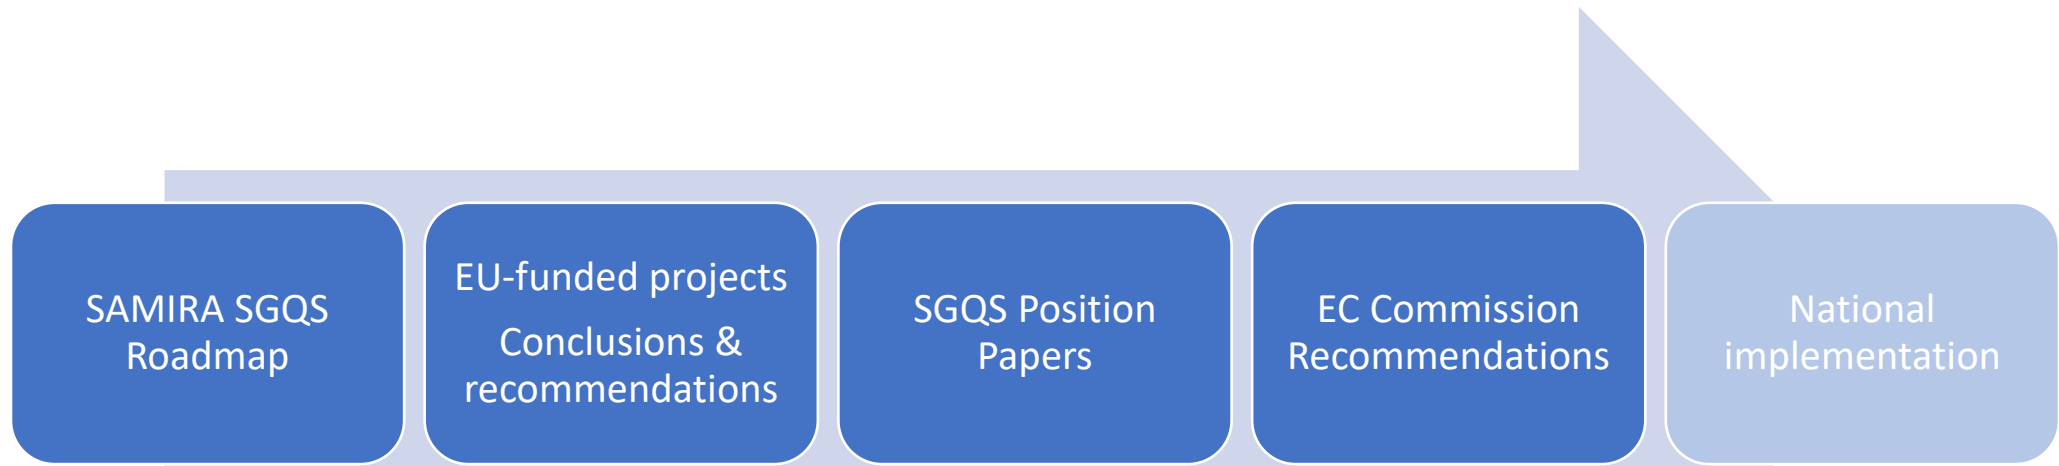 SAMIRA SGQS
Roadmap
EU-funded projects
Conclusions &
recommendations
SGQS Position
Papers
EC Commission
Recommendations
National
implementation